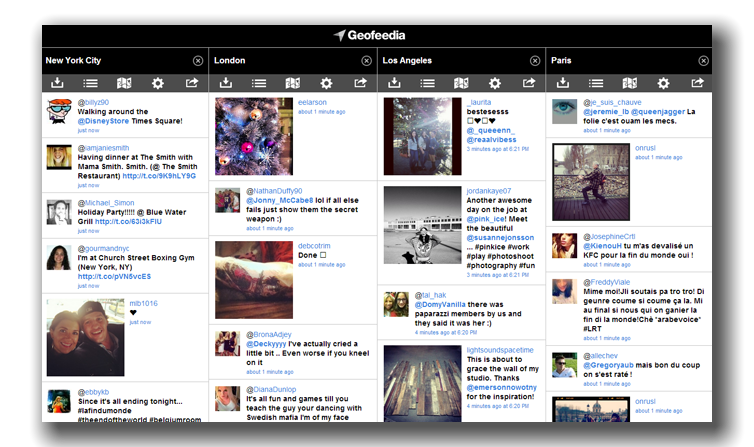 Geofeedia
New York City
@billyz90
Walking around the
@DisneyStore Times Square!
just now
@iamjaniesmith
Having dinner at The Smith with
Mama Smith. Smith. (@ The Smith
Restaurant) http://t.co/9K9hLY9G
just now
@Michael_Simon
Holiday Party!!!!! @ Blue Water
Grill http://t.co/63l3kFlU
just now
@gourmandnyc
I'm at Church Street Boxing Gym
(New York, NY)
http://t.co/pVN5vcES
just now
mlb1016
♥
just now
@ebbykb
Since it's all ending tonight...
#lafindumonde
#theendoftheworld #belgiumroom
London
eelarson
about 1 minute ago
@NathanDuffy90
@Jonny_McCabe8 lol if all else
fails just show them the secret
weapon :)
about 1 minute ago
debcotrim
Done □
about 1 minute ago
@BronaAdjey
@Deckyyyy I've actually cried a
little bit .. Even worse if you kneel
on it
about 1 minute ago
@DianaDunlop
It's all fun and games till you
teach the guy your dancing with
Swedish mafia I'm of my face
Los Angeles
_laurita
bestesesss
□♥□♥
@_queeenn_
@reaalvibess
3 minutes ago at 6:21 PM
jordankaye07
Another awesome
day on the job at
@pink_ice! Meet
the beautiful
@susannejonsson
... #pinkice #work
#play #photoshoot
#photography #fun
3 minutes ago at 6:21 PM
@tai_hak
@DomyVanilla there was
paparazzi members by us and
they said it was her :)
4 minutes ago at 6:20 PM
lightsoundspacetime
This is about to
grace the wall of my
studio. Thanks
@emersonnowotny
for the inspiration!
4 minutes ago at 6:20 PM
Paris
@je_suis_chauve
@jeremie_lb @queenjagger La
folie c'est ouam les mecs.
about 1 minute ago
onrusi
about 1 minute ago
@JosephineCrtl
@KienouH tu m'as devalisé un
KFC pour la fin du monde oui !
about 1 minute ago
@FreddyViale
Mime moi!Jli soutais pa tro tro! Di
geunre coume si coume ça la. Mi
au final si nous qui on ganier la
fin di la monde!Ché *arabevoice*
#LRT
about 1 minute ago
@allechev
@Gregoryaub mais bon du coup
on s'est raté !
about 1 minute ago
onrusi
about 1 minute ago